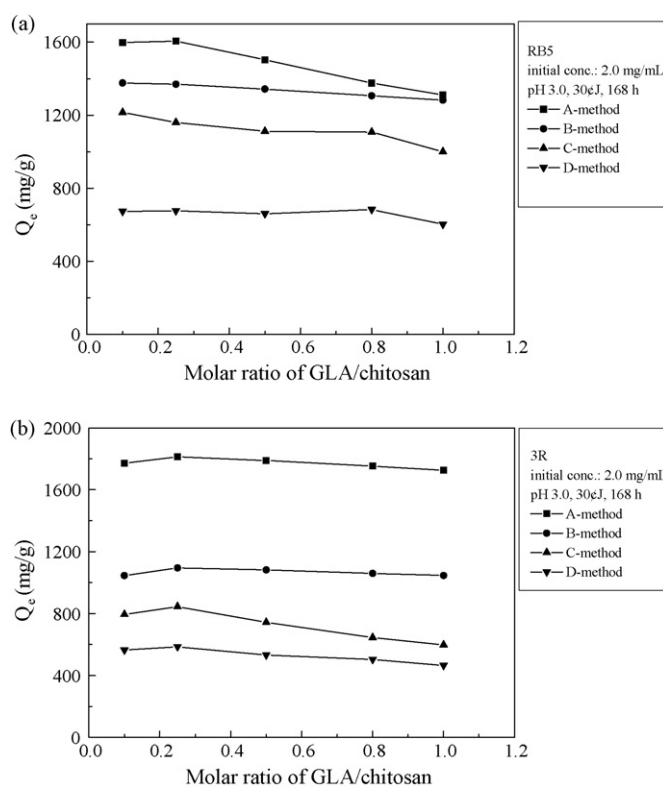 (a)
1600
1200
800
400
0
Qe (mg/g)
0.0 0.2 0.4 0.6 0.8 1.0 1.2
Molar ratio of GLA/chitosan
RB5
initial conc.: 2.0 mg/mL
pH 3.0, 30¢J, 168 h
A-method
B-method
C-method
D-method
(b)
2000
1600
1200
800
400
0
Qe (mg/g)
0.0 0.2 0.4 0.6 0.8 1.0 1.2
Molar ratio of GLA/chitosan
3R
initial conc.: 2.0 mg/mL
pH 3.0, 30¢J, 168 h
A-method
B-method
C-method
D-method